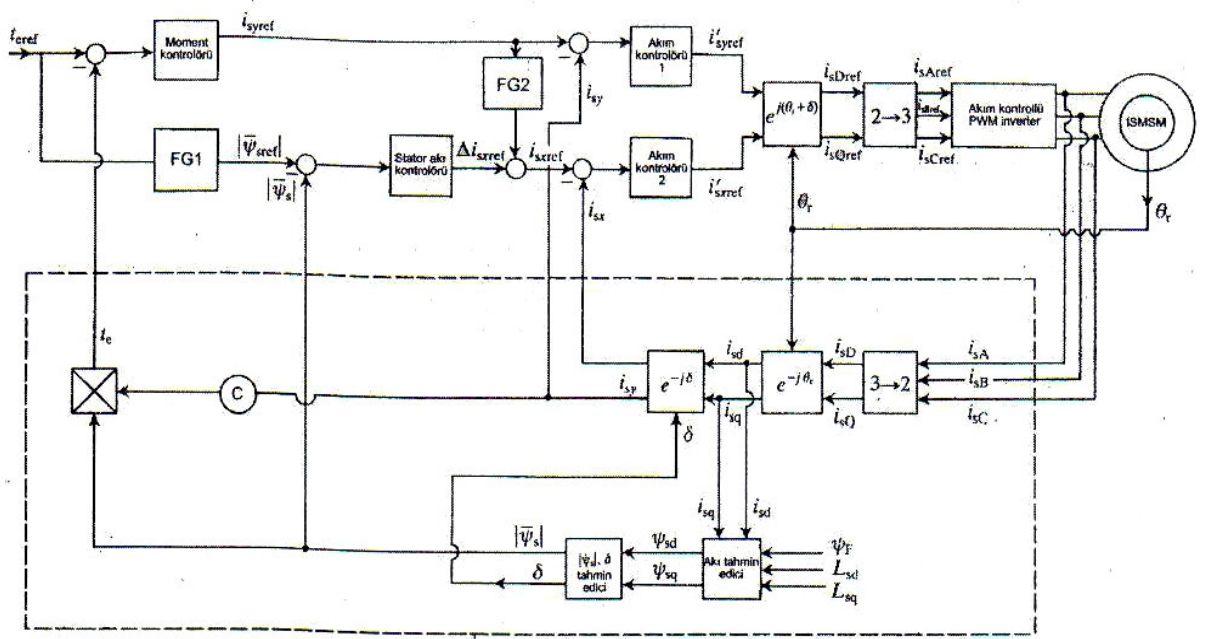 t_eref
Moment kontrolörü
i_syref
FG2
i_sy
Akım kontrolörü 1
i'_syref
e^{j(θ_r+δ)}
i_sDref
i_sQref
2→3
i_sAref
i_sBref
i_sCref
Akım kontrollü PWM inverter
ISMSM
θ_r
FG1
|ψ̅_sref|
|ψ̅_s|
Stator akı kontrolörü
Δi_sxref
i_sxref
i_sx
Akım kontrolörü 2
i'_sxref
θ_r
t_e
C
i_sy
e^{-jδ}
δ
i_sd
i_sq
e^{-jθ_r}
i_sD
i_sQ
3→2
i_sA
i_sB
i_sC
i_sq
i_sd
|ψ̅_s|
δ
|ψ̅_s|, δ tahmin edici
ψ_sd
ψ_sq
Akı tahmin edici
ψ_F
L_sd
L_sq